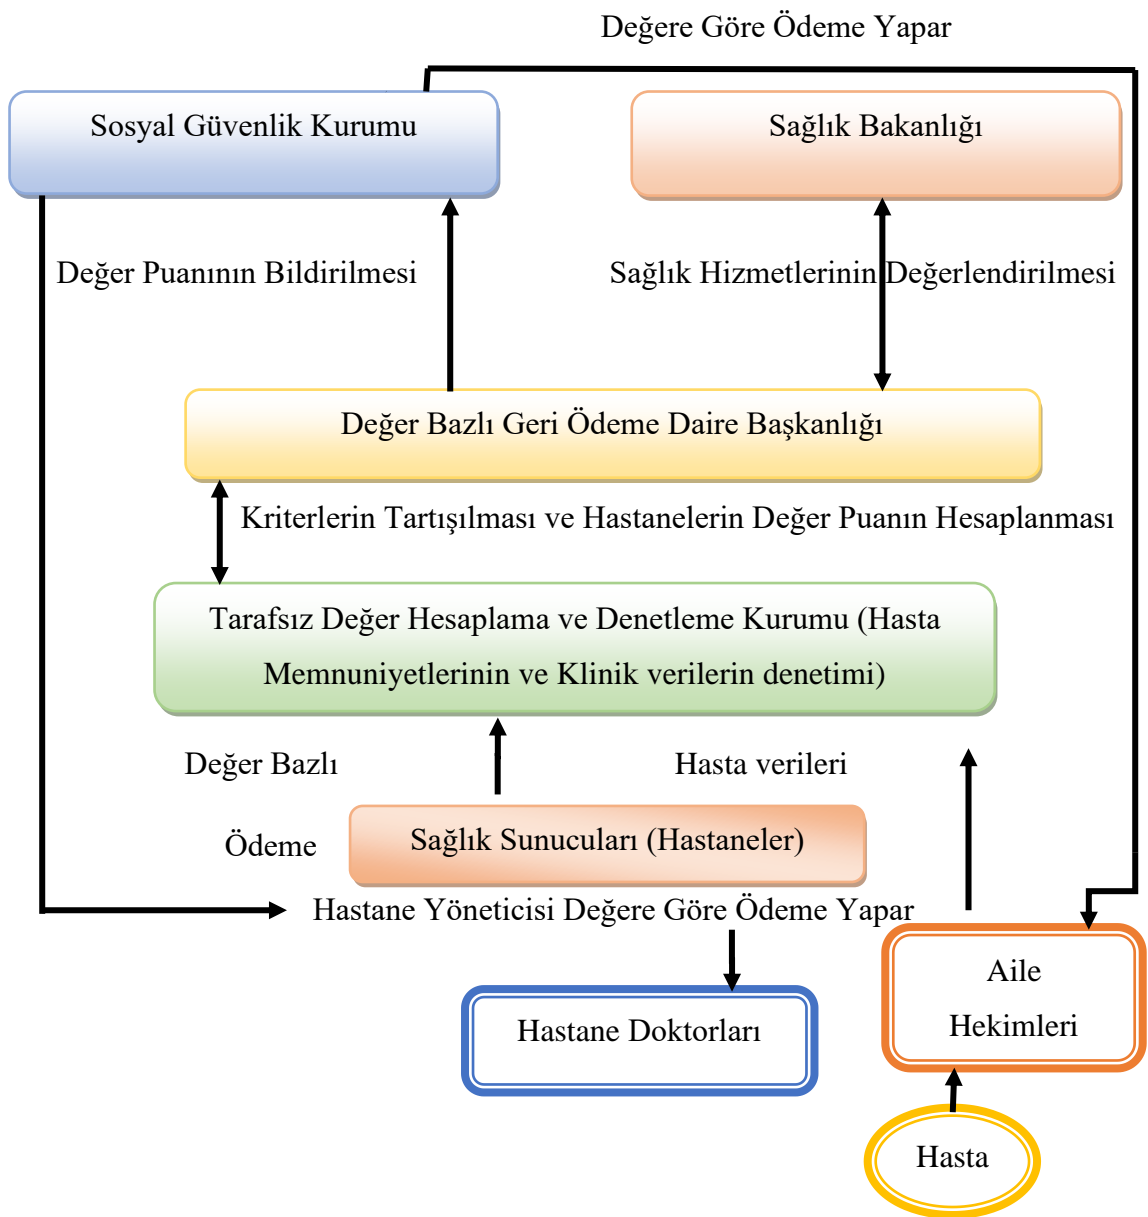 Değere Göre Ödeme Yapar
Sosyal Güvenlik Kurumu
Sağlık Bakanlığı
Değer Puanının Bildirilmesi
Sağlık Hizmetlerinin Değerlendirilmesi
Değer Bazlı Geri Ödeme Daire Başkanlığı
Kriterlerin Tartışılması ve Hastanelerin Değer Puanın Hesaplanması
Tarafsız Değer Hesaplama ve Denetleme Kurumu (Hasta
Memnuniyetlerinin ve Klinik verilerin denetimi)
Değer Bazlı
Hasta verileri
Ödeme
Sağlık Sunucuları (Hastaneler)
Hastane Yöneticisi Değere Göre Ödeme Yapar
Hastane Doktorları
Aile
Hekimleri
Hasta